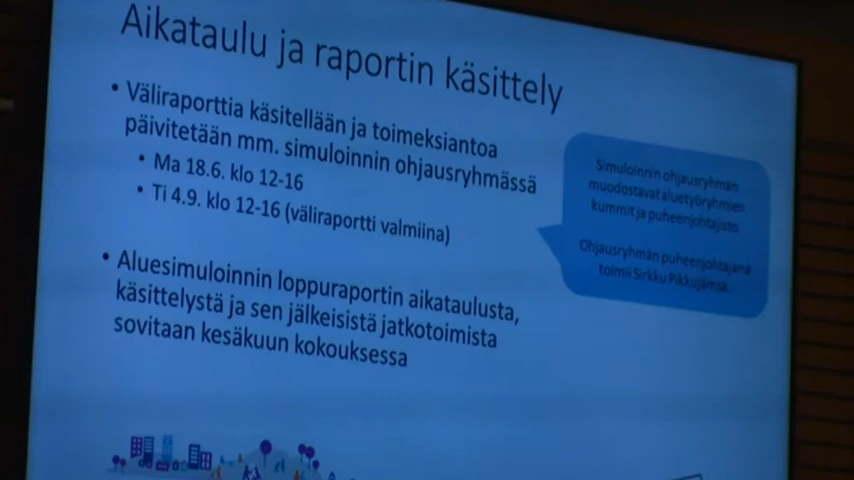 Aikataulu ja raportin käsittely
• Väliraporttia käsitellään ja toimeksiantoa
päivitetään mm. simuloinnin ohjausryhmässä
• Ma 18.6. klo 12-16
• Ti 4.9. klo 12-16 (väliraportti valmiina)
• Aluesimuloinnin loppuraportin aikataulusta,
käsittelystä ja sen jälkeisistä jatkotoimista
sovitaan kesäkuun kokouksessa
Simuloinnin ohjausryhmän
muodostavat aluetyöryhmien
kummit ja puheenjohtajisto.
Ohjausryhmän puheenjohtajana
toimii Sirkku Pikkujämsä.